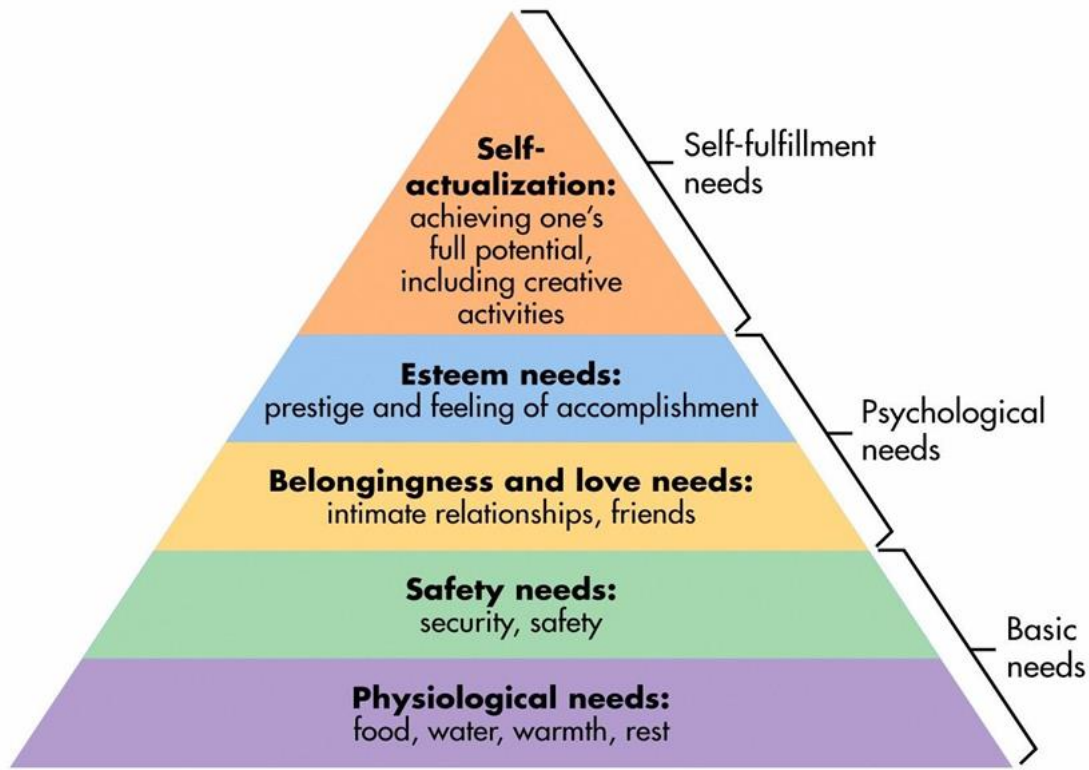 Self-
actualization:
achieving one's
full potential,
including creative
activities
Self-fulfillment
needs
Esteem needs:
prestige and feeling of accomplishment
Psychological
needs
Belongingness and love needs:
intimate relationships, friends
Safety needs:
security, safety
Basic
needs
Physiological needs:
food, water, warmth, rest